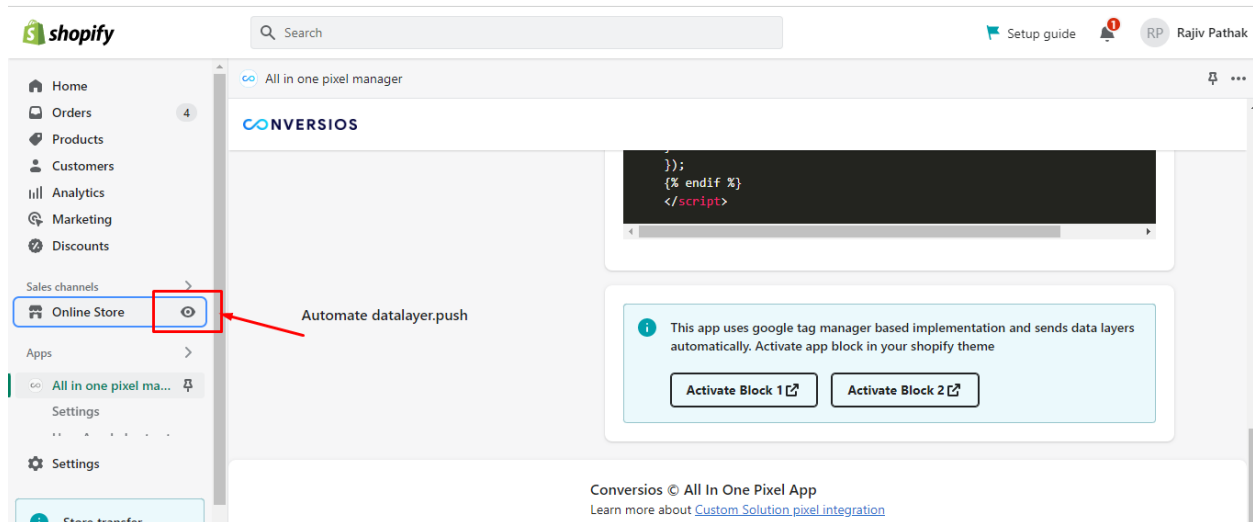 shopify
Search
Setup guide
1
RP
Rajiv Pathak
Home
Orders
4
Products
Customers
Analytics
Marketing
Discounts
Sales channels
Online Store
Apps
All in one pixel ma...
Settings
Settings
Store transfer
All in one pixel manager
CONVERSIOS
});
{% endif %}
</script>
Automate datalayer.push
This app uses google tag manager based implementation and sends data layers
automatically. Activate app block in your shopify theme
Activate Block 1
Activate Block 2
Conversios © All In One Pixel App
Learn more about Custom Solution pixel integration